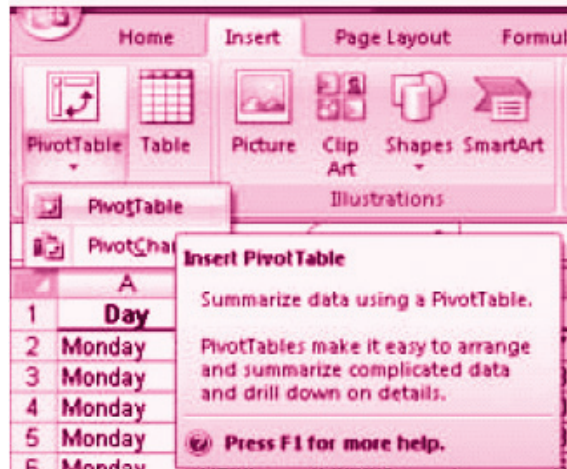 Home Insert Page Layout Formul
PivotTable Table Picture Clip Art Shapes SmartArt
Illustrations
PivotTable
PivotChar
Insert PivotTable
A
Summarize data using a PivotTable.
1 Day
2 Monday
PivotTables make it easy to arrange
3 Monday
and summarize complicated data
4 Monday
and drill down on details.
5 Monday
Press F1 for more help.
6 Monday